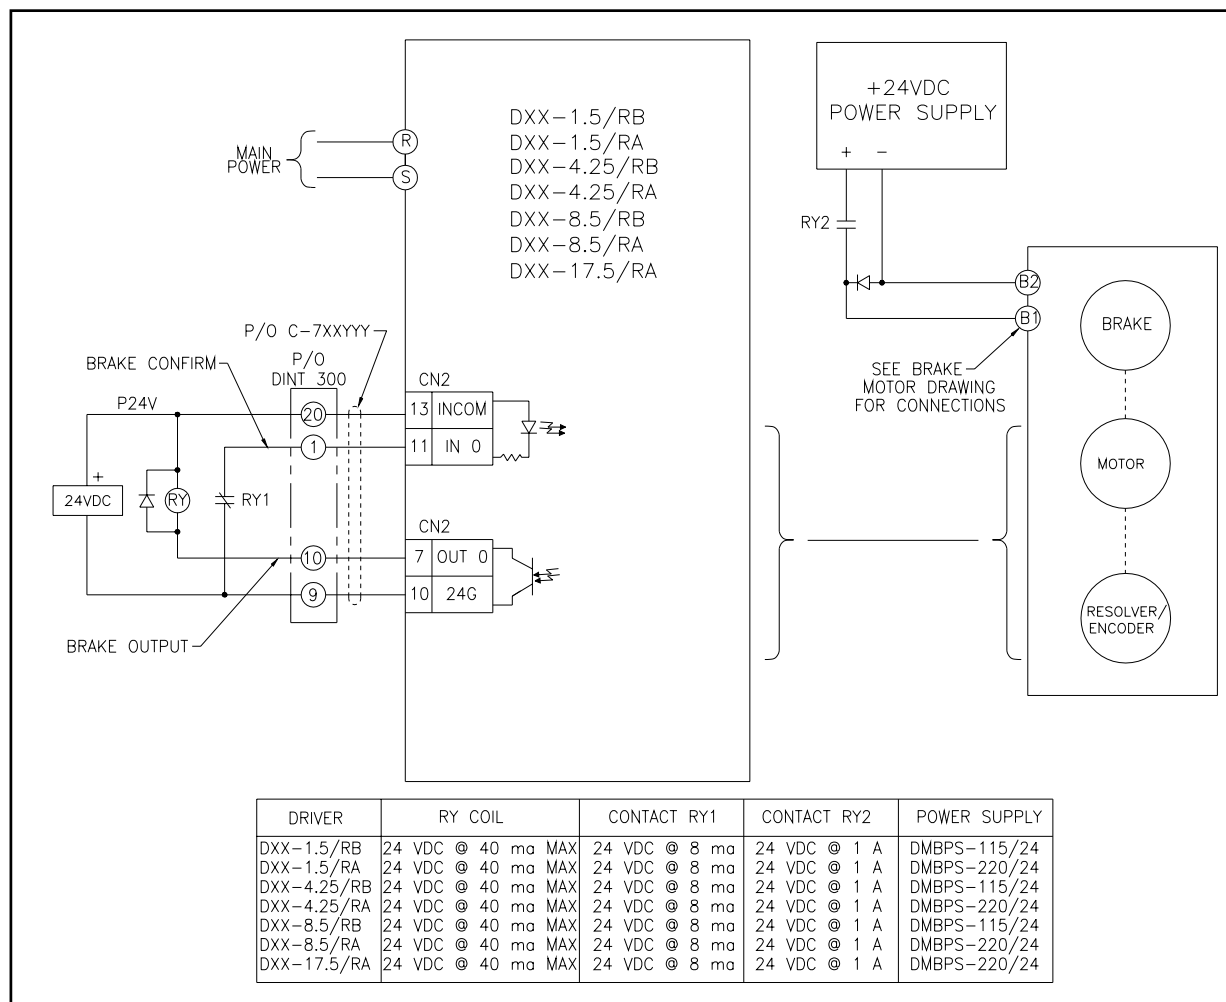 DXX-1.5/RB
DXX-1.5/RA
DXX-4.25/RB
DXX-4.25/RA
DXX-8.5/RB
DXX-8.5/RA
DXX-17.5/RA
MAIN
POWER
R
S
+24VDC
POWER SUPPLY
+ -
RY2
B2
B1
SEE BRAKE
MOTOR DRAWING
FOR CONNECTIONS
BRAKE
MOTOR
RESOLVER/
ENCODER
P/O C-7XXYYY
BRAKE CONFIRM
P/O
DINT 300
P24V
+
24VDC
RY
RY1
20
1
10
9
BRAKE OUTPUT
CN2
13 INCOM
11 IN 0
CN2
7 OUT 0
10 24G
DRIVER RY COIL CONTACT RY1 CONTACT RY2 POWER SUPPLY
DXX-1.5/RB 24 VDC @ 40 ma MAX 24 VDC @ 8 ma 24 VDC @ 1 A DMBPS-115/24
DXX-1.5/RA 24 VDC @ 40 ma MAX 24 VDC @ 8 ma 24 VDC @ 1 A DMBPS-220/24
DXX-4.25/RB 24 VDC @ 40 ma MAX 24 VDC @ 8 ma 24 VDC @ 1 A DMBPS-115/24
DXX-4.25/RA 24 VDC @ 40 ma MAX 24 VDC @ 8 ma 24 VDC @ 1 A DMBPS-220/24
DXX-8.5/RB 24 VDC @ 40 ma MAX 24 VDC @ 8 ma 24 VDC @ 1 A DMBPS-115/24
DXX-8.5/RA 24 VDC @ 40 ma MAX 24 VDC @ 8 ma 24 VDC @ 1 A DMBPS-220/24
DXX-17.5/RA 24 VDC @ 40 ma MAX 24 VDC @ 8 ma 24 VDC @ 1 A DMBPS-220/24